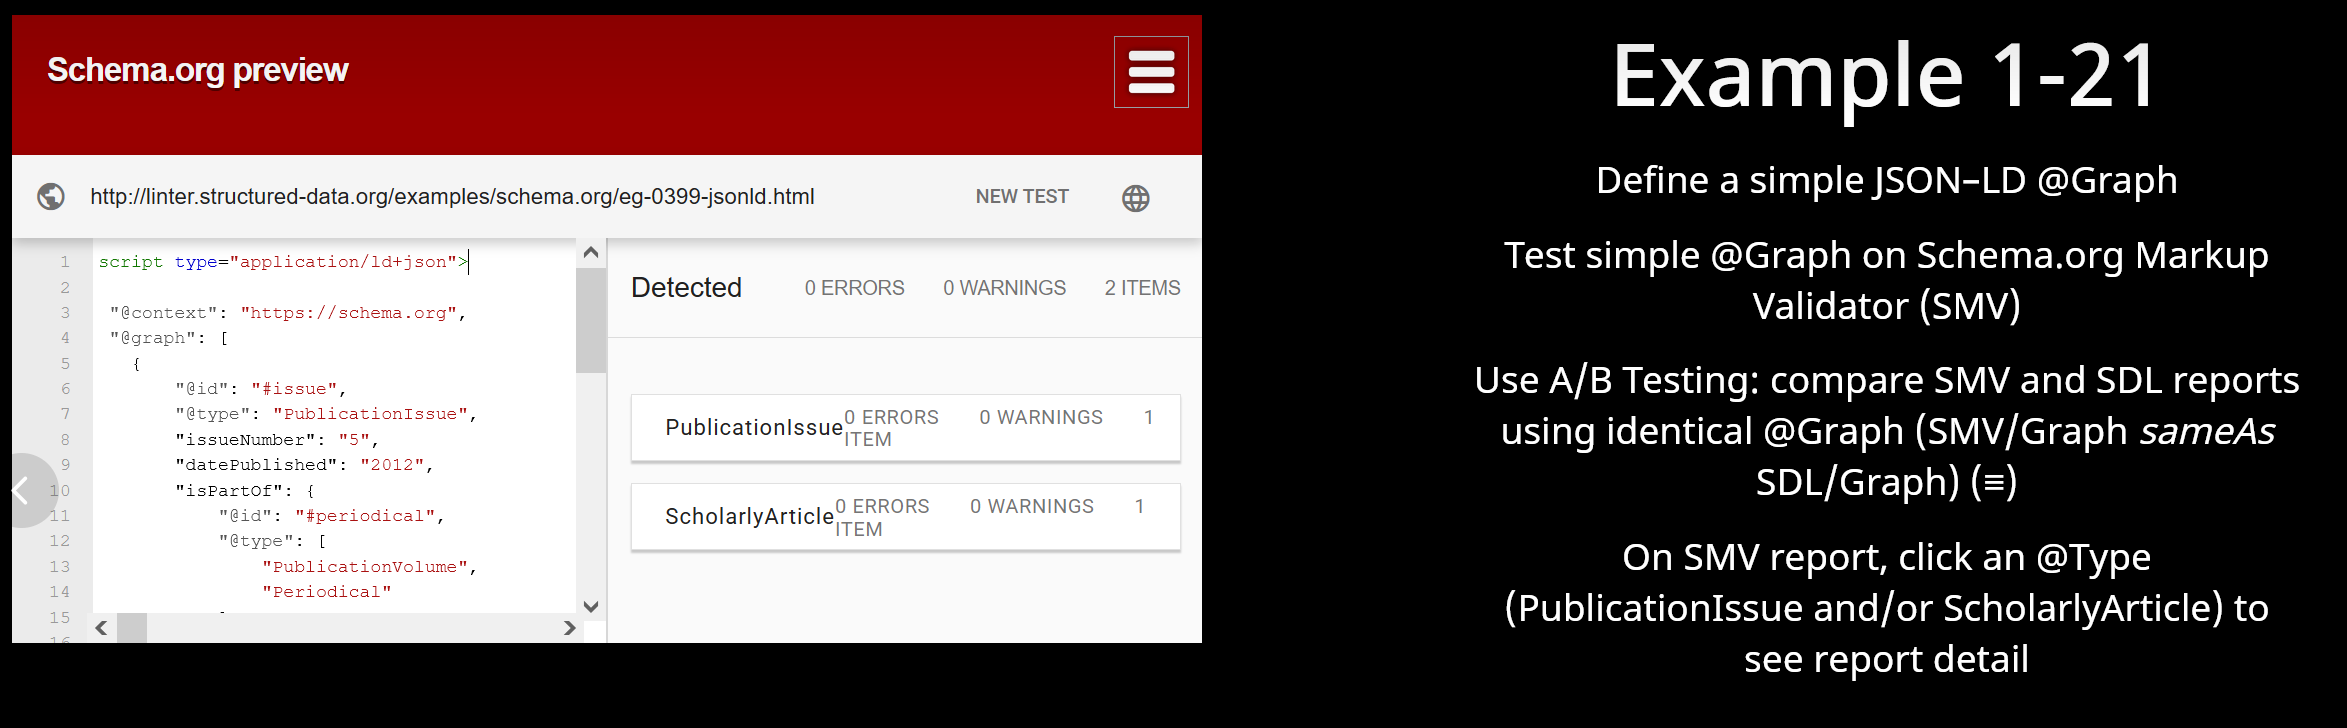 Schema.org preview
http://linter.structured-data.org/examples/schema.org/eg-0399-jsonld.html NEW TEST
1 script type="application/ld+json">
2
3 "@context": "https://schema.org",
4 "@graph": [
5 {
6 "@id": "#issue",
7 "@type": "PublicationIssue",
8 "issueNumber": "5",
9 "datePublished": "2012",
10 "isPartOf": {
11 "@id": "#periodical",
12 "@type": [
13 "PublicationVolume",
14 "Periodical"
15
16
Detected 0 ERRORS 0 WARNINGS 2 ITEMS
PublicationIssue 0 ERRORS 0 WARNINGS 1
ITEM
ScholarlyArticle 0 ERRORS 0 WARNINGS 1
ITEM
Example 1-21
Define a simple JSON–LD @Graph
Test simple @Graph on Schema.org Markup
Validator (SMV)
Use A/B Testing: compare SMV and SDL reports
using identical @Graph (SMV/Graph sameAs
SDL/Graph) (≡)
On SMV report, click an @Type
(PublicationIssue and/or ScholarlyArticle) to
see report detail